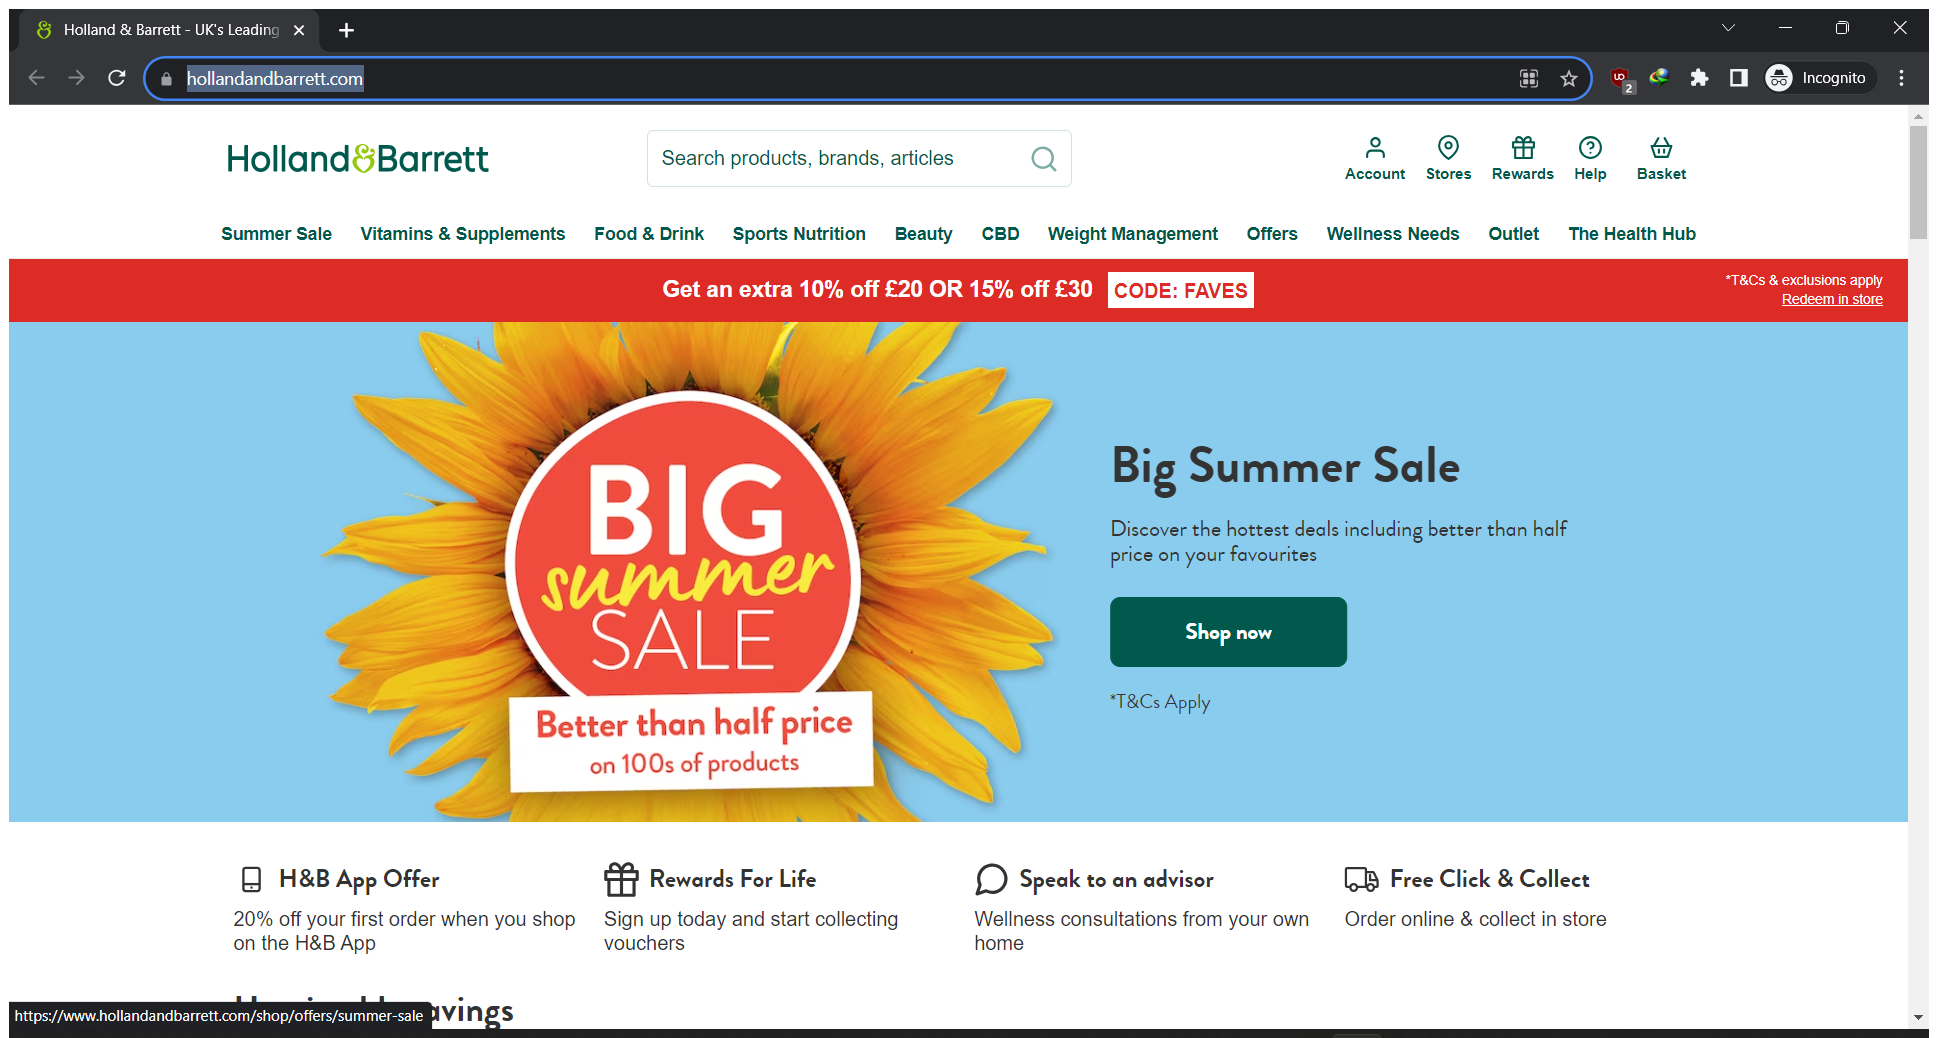 Holland & Barrett - UK's Leading
hollandandbarrett.com
2
Incognito
Holland&Barrett
Search products, brands, articles
Account
Stores
Rewards
Help
Basket
Summer Sale
Vitamins & Supplements
Food & Drink
Sports Nutrition
Beauty
CBD
Weight Management
Offers
Wellness Needs
Outlet
The Health Hub
Get an extra 10% off £20 OR 15% off £30
CODE: FAVES
*T&Cs & exclusions apply
Redeem in store
BIG
summer
SALE
Better than half price
on 100s of products
Big Summer Sale
Discover the hottest deals including better than half
price on your favourites
Shop now
*T&Cs Apply
H&B App Offer
20% off your first order when you shop
on the H&B App
Rewards For Life
Sign up today and start collecting
vouchers
Speak to an advisor
Wellness consultations from your own
home
Free Click & Collect
Order online & collect in store
https://www.hollandandbarrett.com/shop/offers/summer-sale